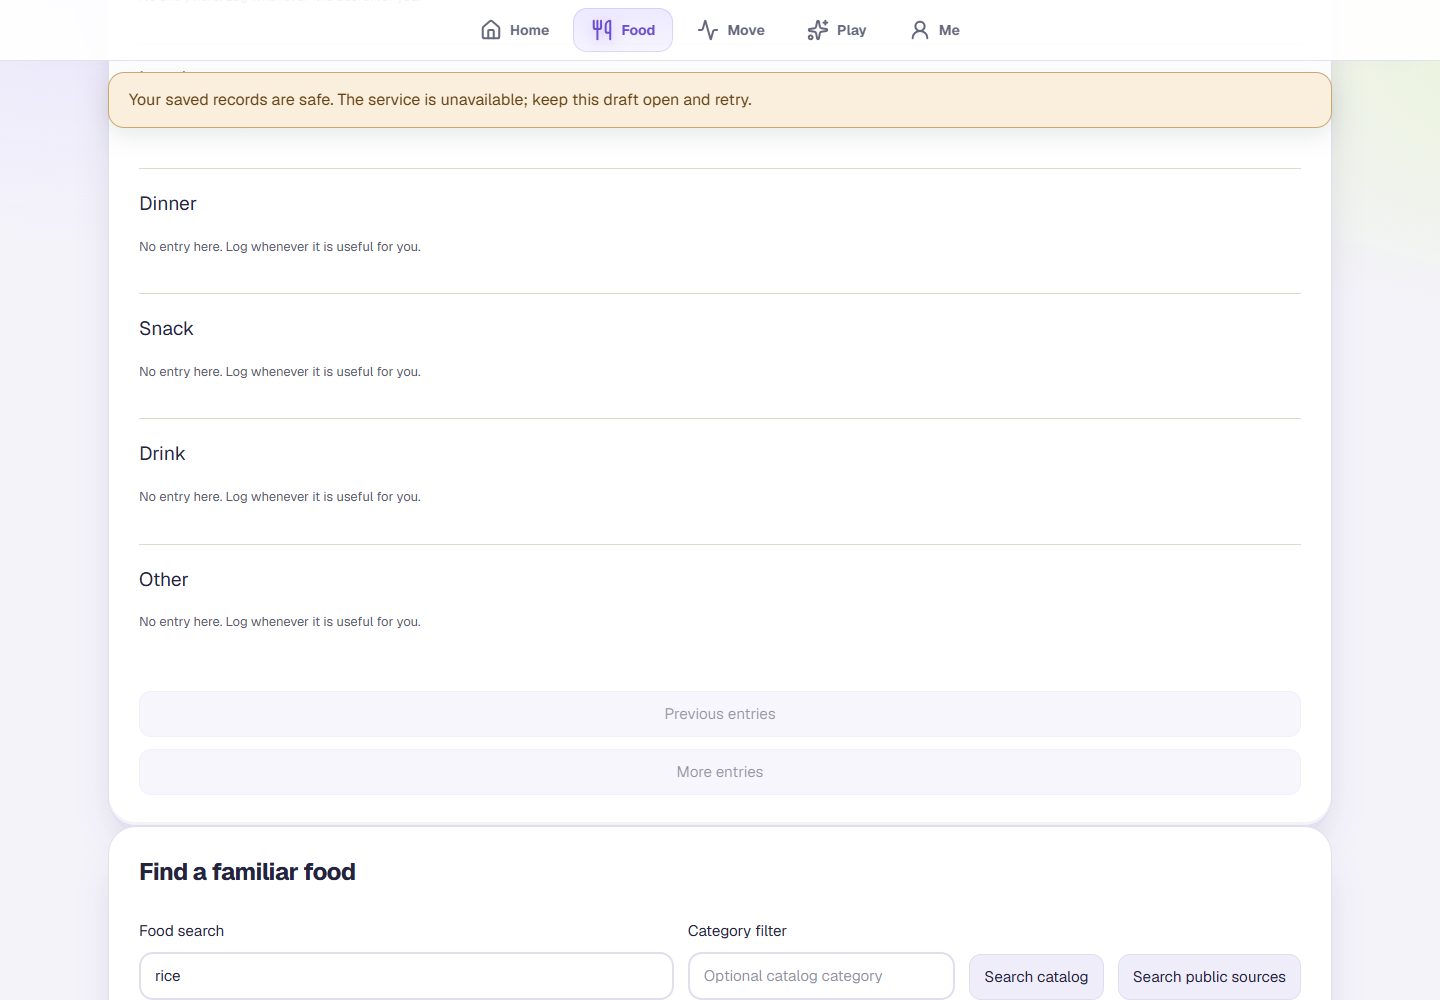 Home
Food
Move
Play
Me
Your saved records are safe. The service is unavailable; keep this draft open and retry.
Dinner
No entry here. Log whenever it is useful for you.
Snack
No entry here. Log whenever it is useful for you.
Drink
No entry here. Log whenever it is useful for you.
Other
No entry here. Log whenever it is useful for you.
Previous entries
More entries
Find a familiar food
Food search
Category filter
rice
Optional catalog category
Search catalog
Search public sources